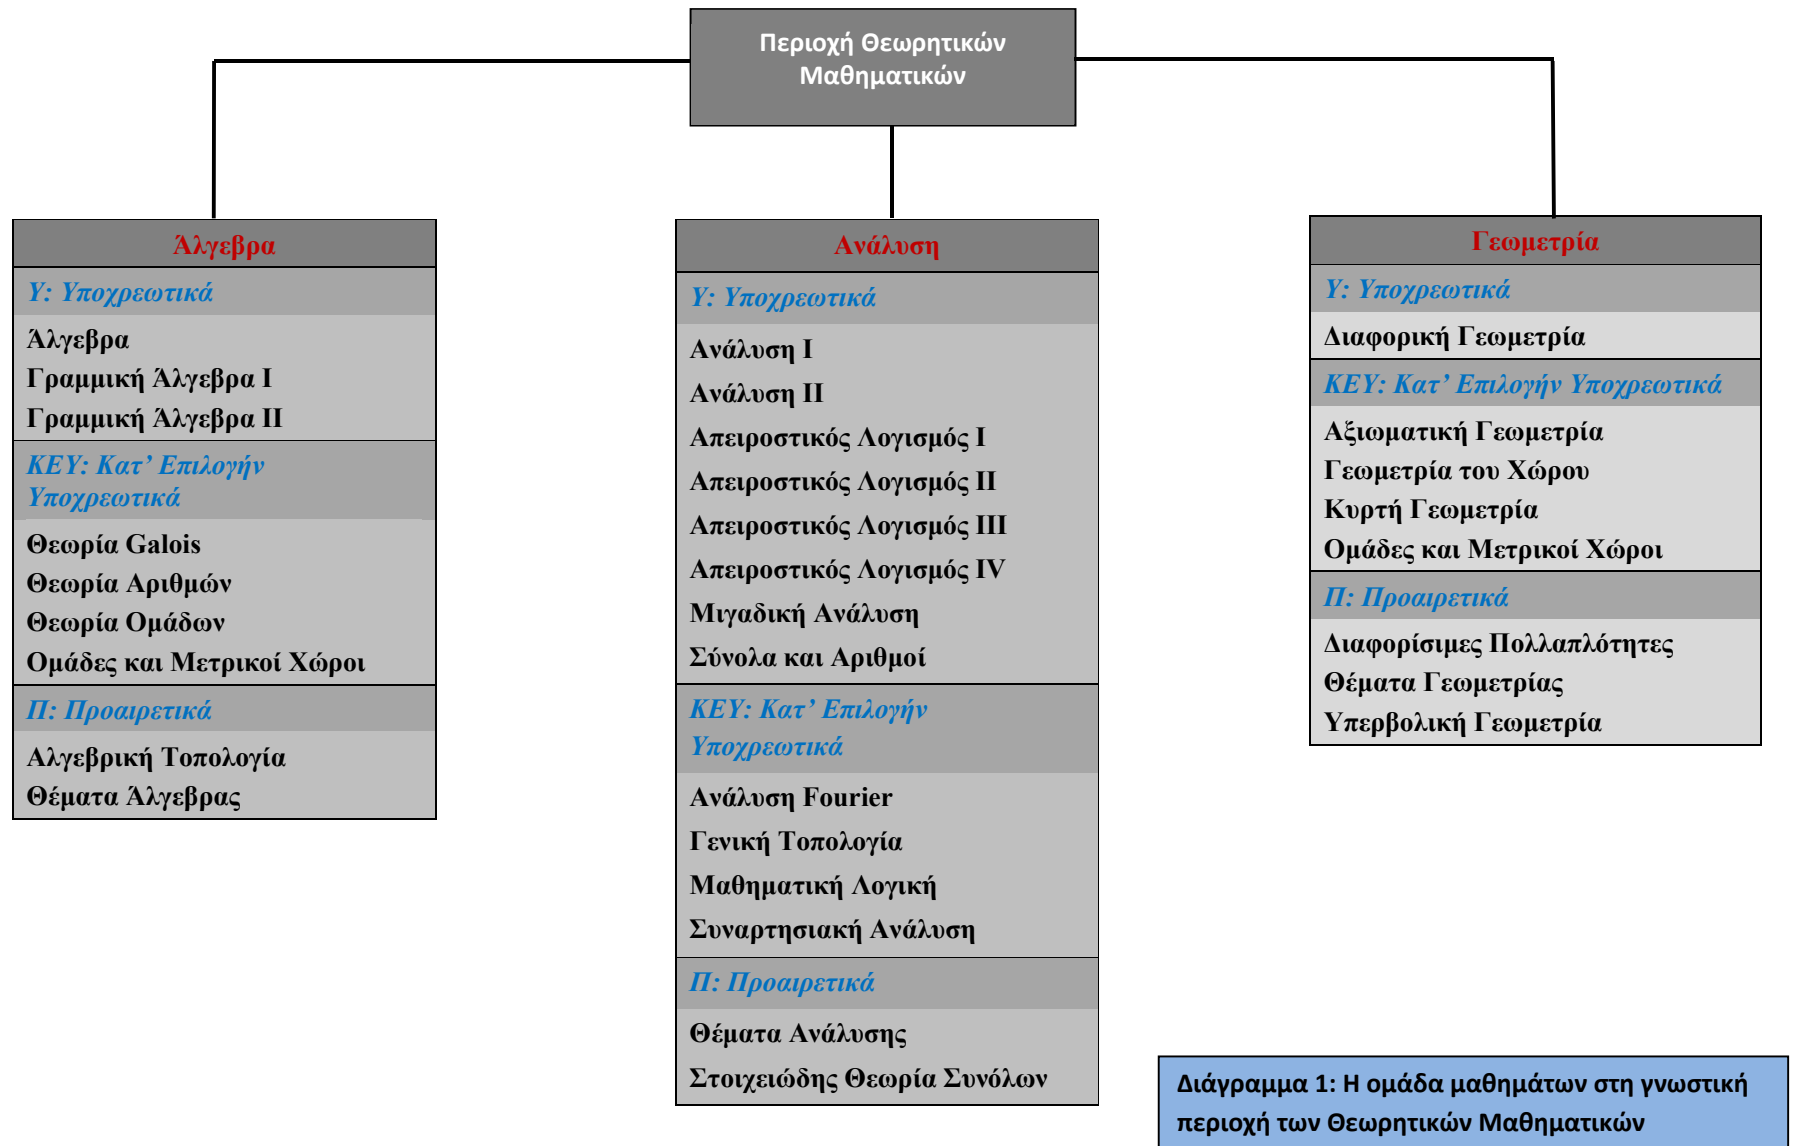 Περιοχή Θεωρητικών
Μαθηματικών
Άλγεβρα
Υ: Υποχρεωτικά
Άλγεβρα
Γραμμική Άλγεβρα Ι
Γραμμική Άλγεβρα ΙΙ
ΚΕΥ: Κατ’ Επιλογήν
Υποχρεωτικά
Θεωρία Galois
Θεωρία Αριθμών
Θεωρία Ομάδων
Ομάδες και Μετρικοί Χώροι
Π: Προαιρετικά
Αλγεβρική Τοπολογία
Θέματα Άλγεβρας
Ανάλυση
Υ: Υποχρεωτικά
Ανάλυση Ι
Ανάλυση ΙΙ
Απειροστικός Λογισμός Ι
Απειροστικός Λογισμός ΙΙ
Απειροστικός Λογισμός ΙΙΙ
Απειροστικός Λογισμός IV
Μιγαδική Ανάλυση
Σύνολα και Αριθμοί
ΚΕΥ: Κατ’ Επιλογήν
Υποχρεωτικά
Ανάλυση Fourier
Γενική Τοπολογία
Μαθηματική Λογική
Συναρτησιακή Ανάλυση
Π: Προαιρετικά
Θέματα Ανάλυσης
Στοιχειώδης Θεωρία Συνόλων
Γεωμετρία
Υ: Υποχρεωτικά
Διαφορική Γεωμετρία
ΚΕΥ: Κατ’ Επιλογήν Υποχρεωτικά
Αξιωματική Γεωμετρία
Γεωμετρία του Χώρου
Κυρτή Γεωμετρία
Ομάδες και Μετρικοί Χώροι
Π: Προαιρετικά
Διαφορίσιμες Πολλαπλότητες
Θέματα Γεωμετρίας
Υπερβολική Γεωμετρία
Διάγραμμα 1: Η ομάδα μαθημάτων στη γνωστική
περιοχή των Θεωρητικών Μαθηματικών